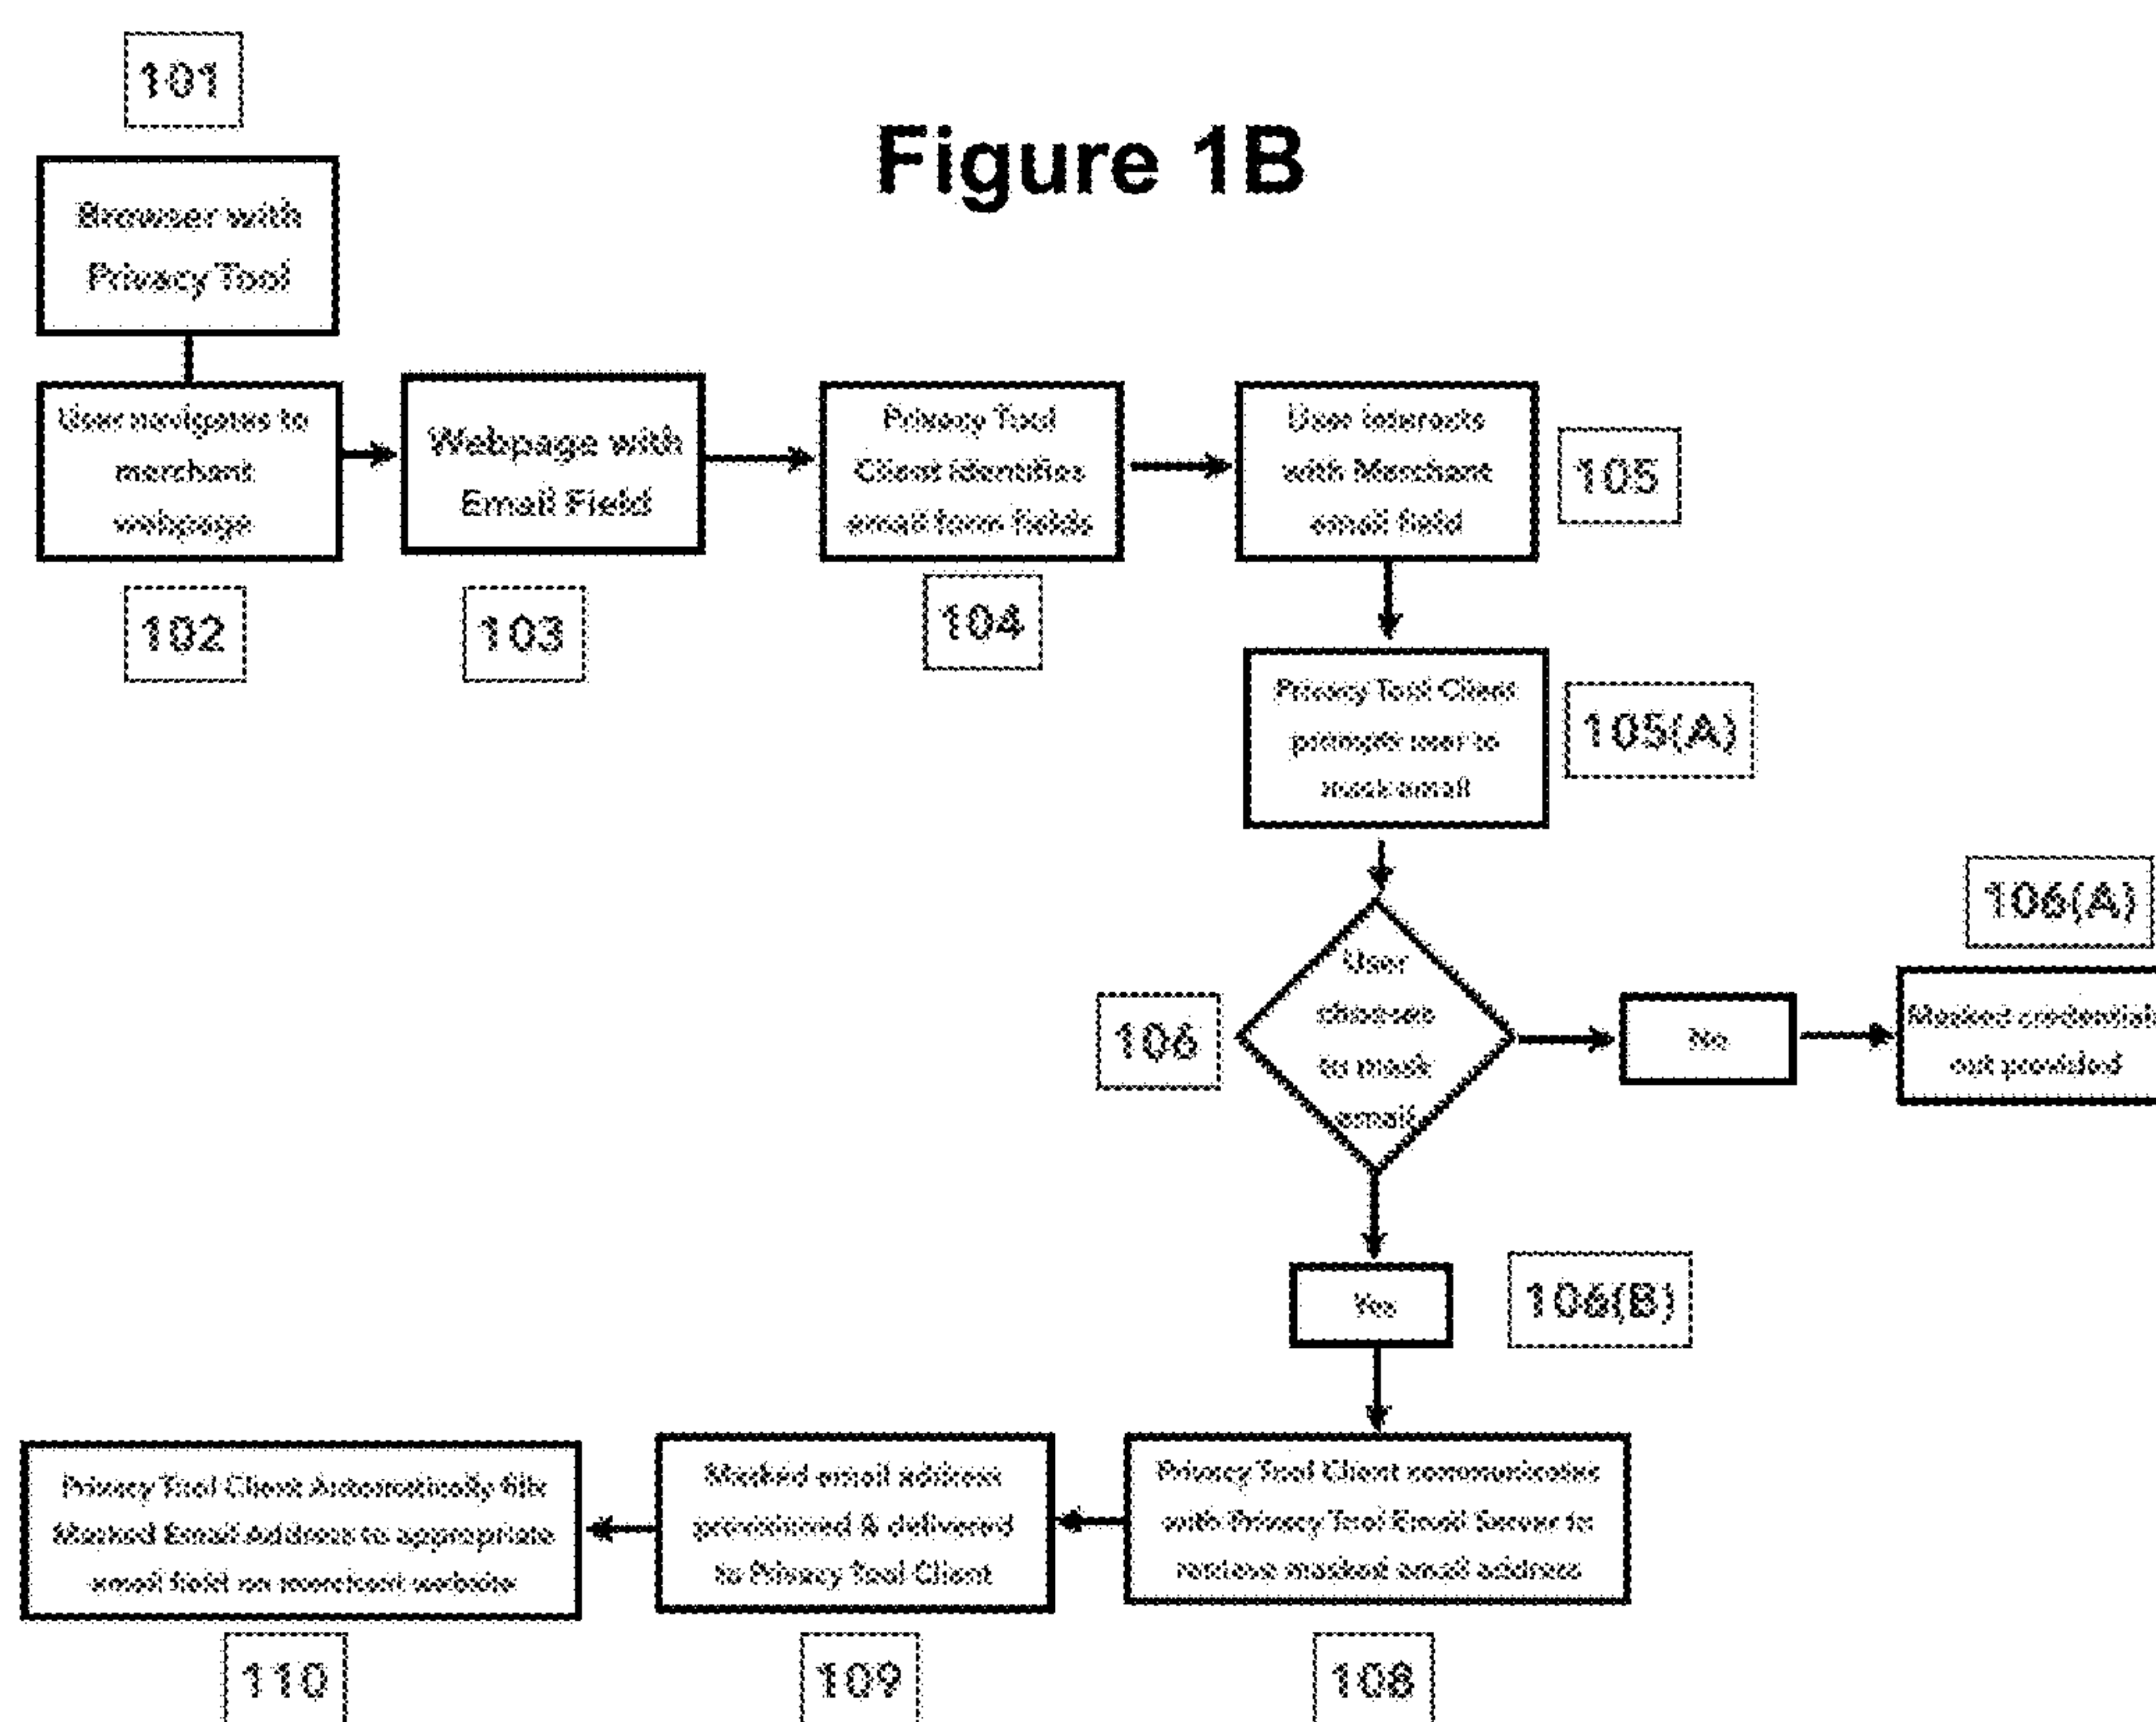 101
Figure 1B
Browser with
Privacy Tool
User navigates to
merchant
webpage
Webpage with
Email Field
Privacy Tool
Client identifies
email form fields
User interacts
with Merchant
email field
105
102
103
104
Privacy Tool Client
prompts user to
mask email
105(A)
106(A)
User
chooses
to mask
email
106
No
Masked credentials
not provided
Yes
106(B)
Privacy Tool Client Automatically fills
Masked Email Address to appropriate
email field on merchant website
Masked email address
provisioned & delivered
to Privacy Tool Client
Privacy Tool Client communicates
with Privacy Tool Email Server to
retrieve masked email address
110
109
108